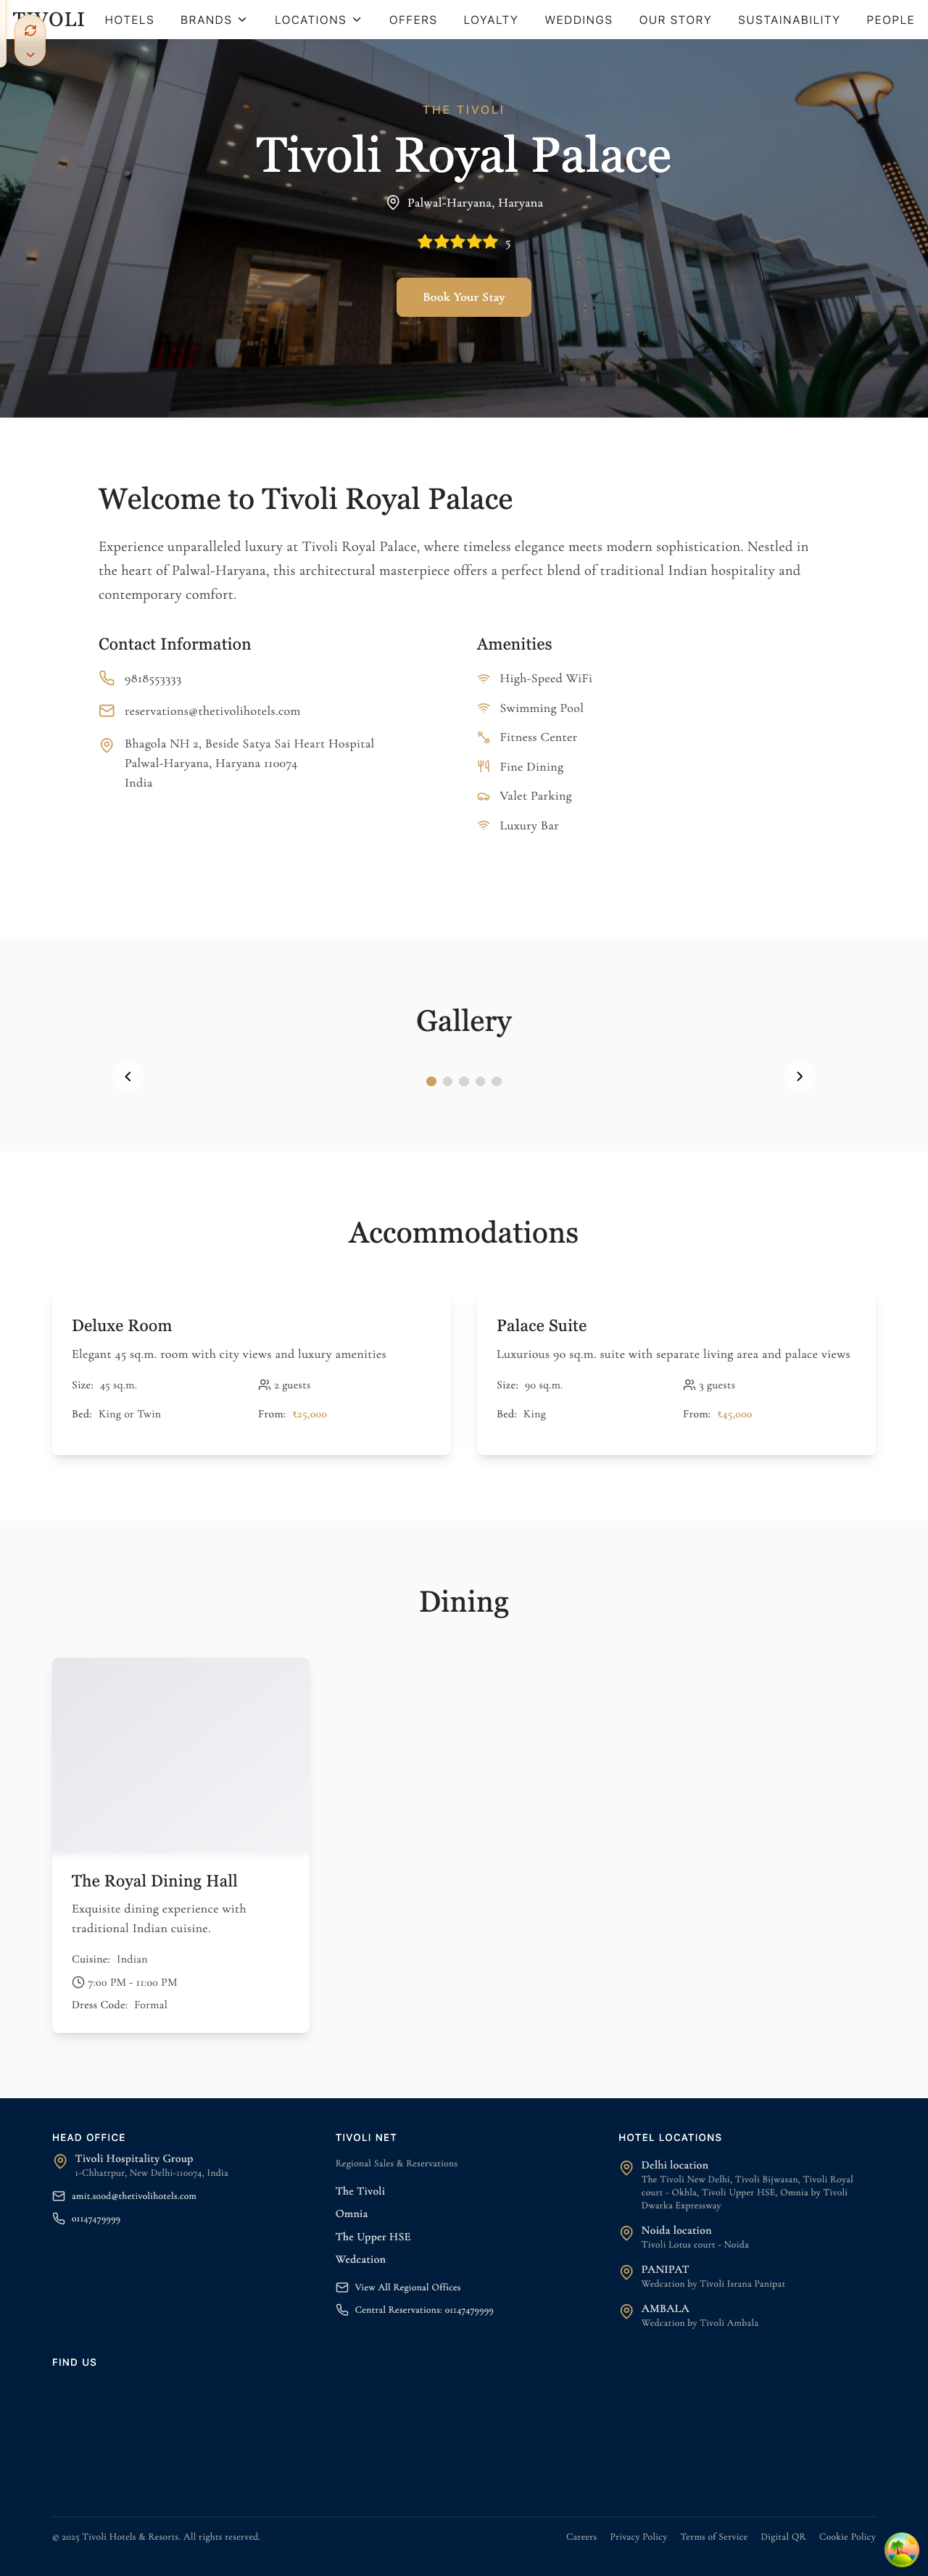 TIVOLI
HOTELS
BRANDS
LOCATIONS
OFFERS
LOYALTY
WEDDINGS
OUR STORY
SUSTAINABILITY
PEOPLE
THE TIVOLI
Tivoli Royal Palace
Palwal-Haryana, Haryana
5
Book Your Stay
Welcome to Tivoli Royal Palace
Experience unparalleled luxury at Tivoli Royal Palace, where timeless elegance meets modern sophistication. Nestled in
the heart of Palwal-Haryana, this architectural masterpiece offers a perfect blend of traditional Indian hospitality and
contemporary comfort.
Contact Information
9818553333
reservations@thetivolihotels.com
Bhagola NH 2, Beside Satya Sai Heart Hospital
Palwal-Haryana, Haryana 110074
India
Amenities
High-Speed WiFi
Swimming Pool
Fitness Center
Fine Dining
Valet Parking
Luxury Bar
Gallery
Accommodations
Deluxe Room
Elegant 45 sq.m. room with city views and luxury amenities
Size: 45 sq.m.
2 guests
Bed: King or Twin
From: ₹25,000
Palace Suite
Luxurious 90 sq.m. suite with separate living area and palace views
Size: 90 sq.m.
3 guests
Bed: King
From: ₹45,000
Dining
The Royal Dining Hall
Exquisite dining experience with
traditional Indian cuisine.
Cuisine: Indian
7:00 PM - 11:00 PM
Dress Code: Formal
HEAD OFFICE
Tivoli Hospitality Group
1-Chhatrpur, New Delhi-110074, India
amit.sood@thetivolihotels.com
01147479999
TIVOLI NET
Regional Sales & Reservations
The Tivoli
Omnia
The Upper HSE
Wedcation
View All Regional Offices
Central Reservations: 01147479999
HOTEL LOCATIONS
Delhi location
The Tivoli New Delhi, Tivoli Bijwasan, Tivoli Royal
court - Okhla, Tivoli Upper HSE, Omnia by Tivoli
Dwarka Expressway
Noida location
Tivoli Lotus court - Noida
PANIPAT
Wedcation by Tivoli Israna Panipat
AMBALA
Wedcation by Tivoli Ambala
FIND US
© 2025 Tivoli Hotels & Resorts. All rights reserved.
Careers
Privacy Policy
Terms of Service
Digital QR
Cookie Policy